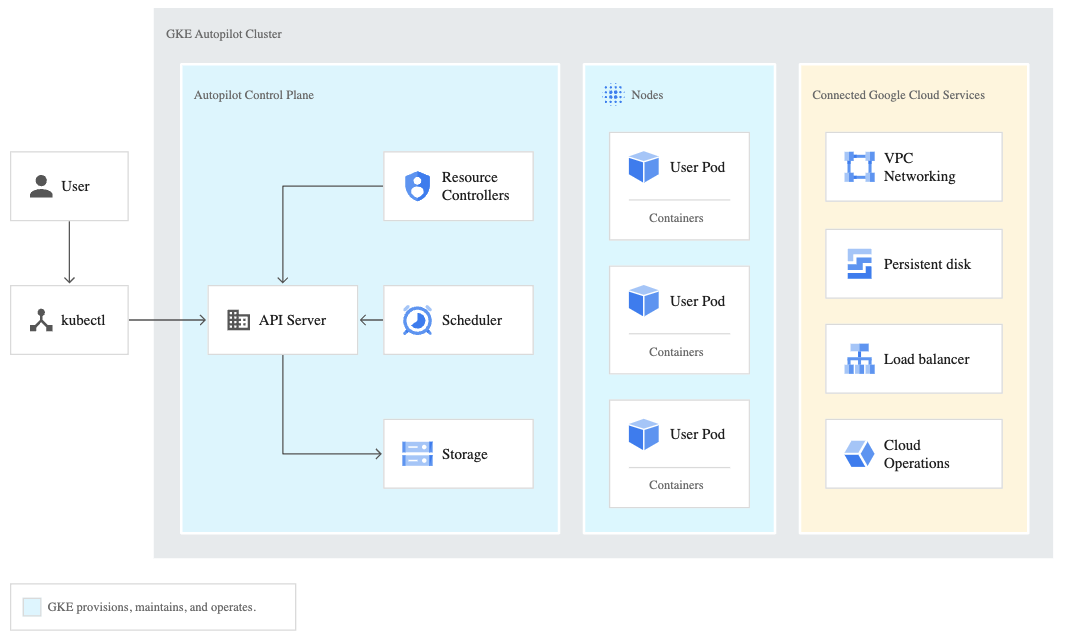 GKE Autopilot Cluster
Autopilot Control Plane
Nodes
Connected Google Cloud Services
User
kubectl
Resource
Controllers
API Server
Scheduler
Storage
User Pod
Containers
User Pod
Containers
User Pod
Containers
VPC
Networking
Persistent disk
Load balancer
Cloud
Operations
GKE provisions, maintains, and operates.